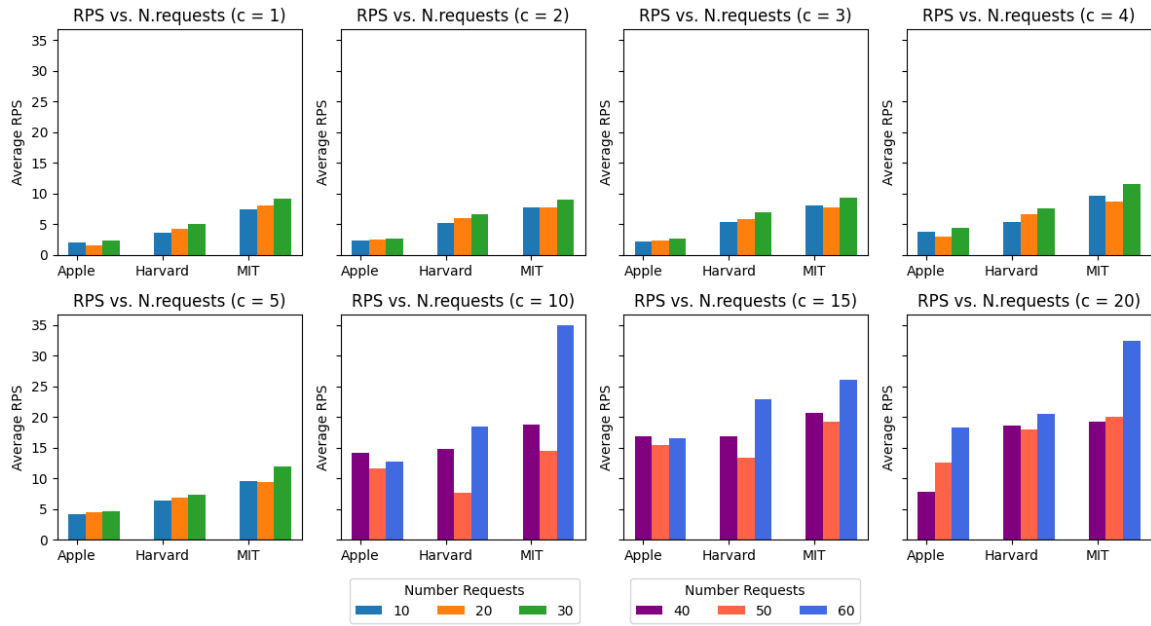 RPS vs. N.requests (c = 1)
RPS vs. N.requests (c = 2)
RPS vs. N.requests (c = 3)
RPS vs. N.requests (c = 4)
35
30
25
20
15
10
5
0
Average RPS
Average RPS
Average RPS
Average RPS
Apple Harvard MIT
Apple Harvard MIT
Apple Harvard MIT
Apple Harvard MIT
RPS vs. N.requests (c = 5)
RPS vs. N.requests (c = 10)
RPS vs. N.requests (c = 15)
RPS vs. N.requests (c = 20)
35
30
25
20
15
10
5
0
Average RPS
Average RPS
Average RPS
Average RPS
Apple Harvard MIT
Apple Harvard MIT
Apple Harvard MIT
Apple Harvard MIT
Number Requests
10 20 30
Number Requests
40 50 60